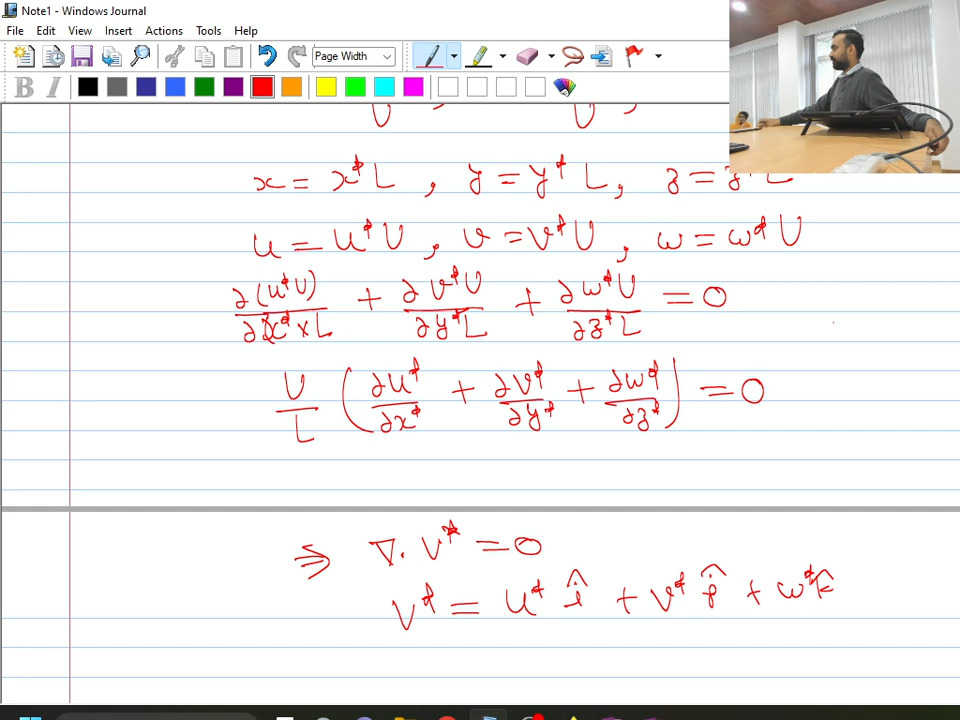 Note1 - Windows Journal
File Edit View Insert Actions Tools Help
Page Width
B I
U , U ,
x = x* L , y = y* L , z = z* L
u = u* U , v = v* U , w = w* U
∂(u* U)/∂x* × L + ∂v* U/∂y* L + ∂w* U/∂z* L = 0
U/L (∂u*/∂x* + ∂v*/∂y* + ∂w*/∂z*) = 0
⇒ ∇. V* = 0
V* = u* î + v* ĵ + w* k̂